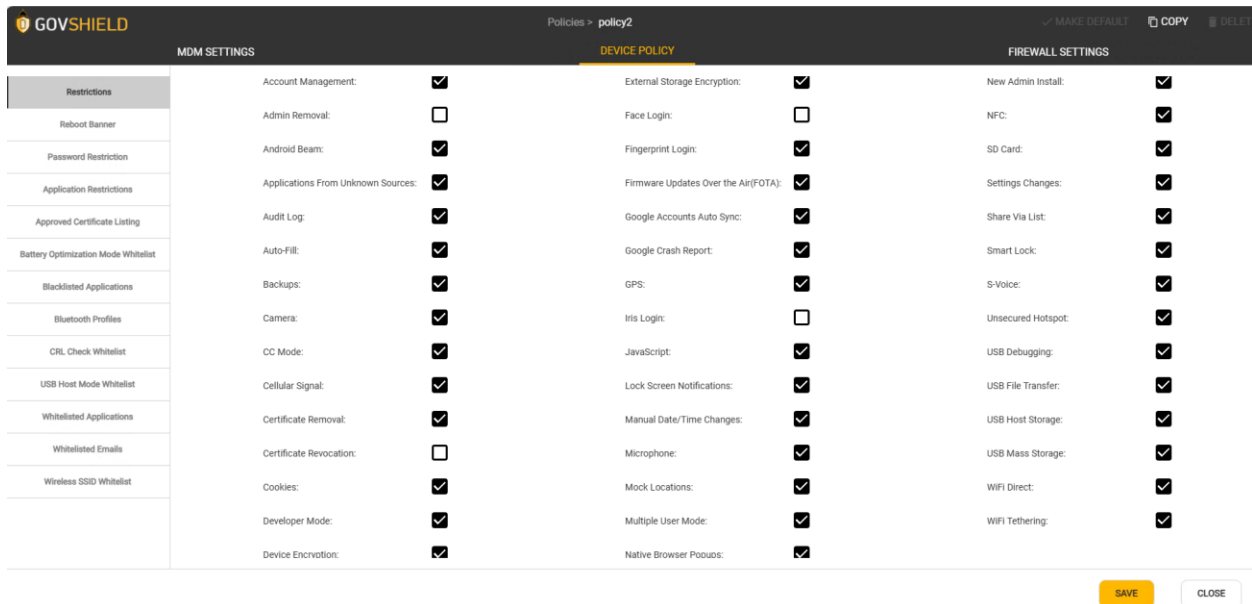 GOVSHIELD
Policies > policy2
MAKE DEFAULT
COPY
DELET
MDM SETTINGS
DEVICE POLICY
FIREWALL SETTINGS
Restrictions
Reboot Banner
Password Restriction
Application Restrictions
Approved Certificate Listing
Battery Optimization Mode Whitelist
Blacklisted Applications
Bluetooth Profiles
CRL Check Whitelist
USB Host Mode Whitelist
Whitelisted Applications
Whitelisted Emails
Wireless SSID Whitelist
Account Management:
Admin Removal:
Android Beam:
Applications From Unknown Sources:
Audit Log:
Auto-Fill:
Backups:
Camera:
CC Mode:
Cellular Signal:
Certificate Removal:
Certificate Revocation:
Cookies:
Developer Mode:
Device Encryption:
External Storage Encryption:
Face Login:
Fingerprint Login:
Firmware Updates Over the Air(FOTA):
Google Accounts Auto Sync:
Google Crash Report:
GPS:
Iris Login:
JavaScript:
Lock Screen Notifications:
Manual Date/Time Changes:
Microphone:
Mock Locations:
Multiple User Mode:
Native Browser Popups:
New Admin Install:
NFC:
SD Card:
Settings Changes:
Share Via List:
Smart Lock:
S-Voice:
Unsecured Hotspot:
USB Debugging:
USB File Transfer:
USB Host Storage:
USB Mass Storage:
WiFi Direct:
WiFi Tethering:
SAVE
CLOSE